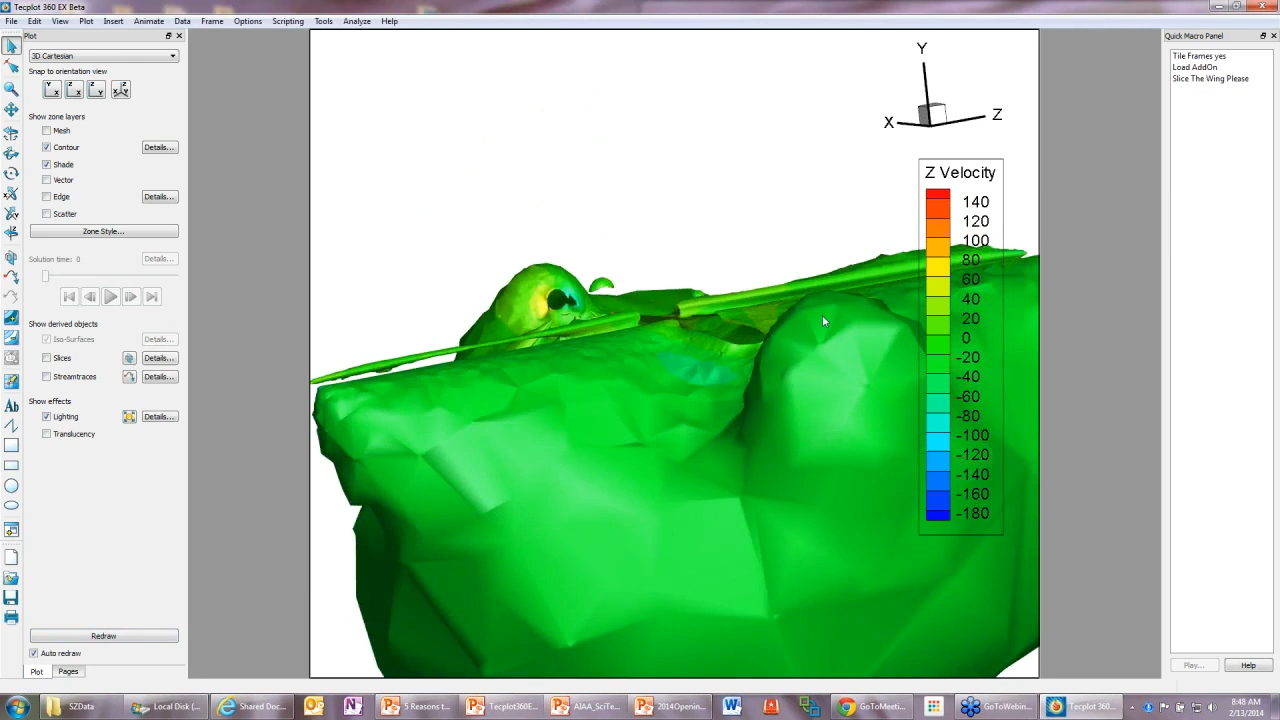 Tecplot 360 EX Beta
File Edit View Plot Insert Animate Data Frame Options Scripting Tools Analyze Help
Plot
3D Cartesian
Snap to orientation view
Show zone layers
Mesh
Contour Details...
Shade
Vector
Edge Details...
Scatter
Zone Style...
Solution time: 0 Details...
Show derived objects
Iso-Surfaces Details...
Slices Details...
Streamtraces Details...
Show effects
Lighting Details...
Translucency
Redraw
Auto redraw
Plot Pages
Y
X
Z
Z Velocity
140
120
100
80
60
40
20
0
-20
-40
-60
-80
-100
-120
-140
-160
-180
Quick Macro Panel
Tile Frames yes
Load AddOn
Slice The Wing Please
Play... Help
SZData
Local Disk (...
Shared Doc...
5 Reasons t...
Tecplot360E...
AIAA_SciTe...
2014Openin...
GoToMeeti...
GoToWebin...
Tecplot 360...
8:48 AM
2/13/2014